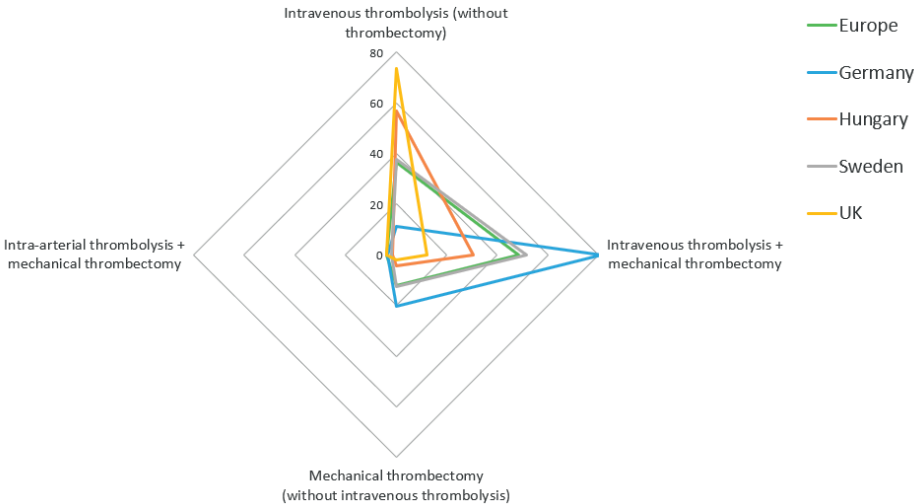 Intravenous thrombolysis (without
thrombectomy)
80
60
40
20
0
Intra-arterial thrombolysis +
mechanical thrombectomy
Intravenous thrombolysis +
mechanical thrombectomy
Mechanical thrombectomy
(without intravenous thrombolysis)
Europe
Germany
Hungary
Sweden
UK